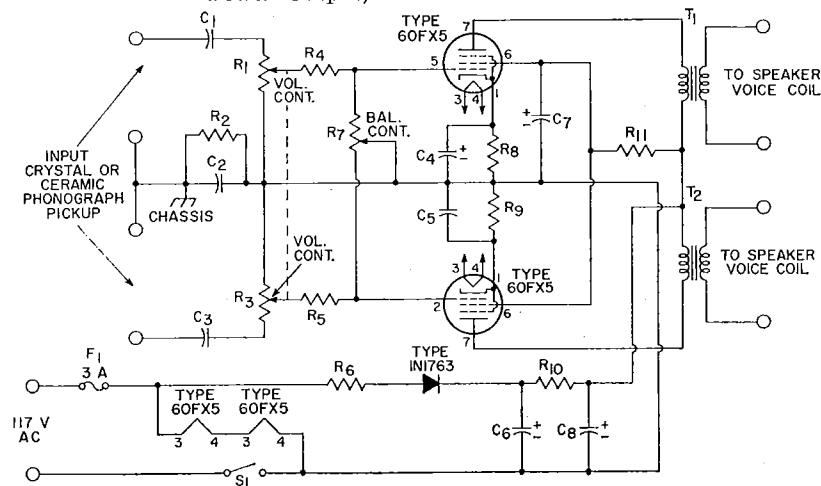 TYPE
60FX5
C1
R1
VOL.
CONT.
R4
7
5
6
3
4
1
T1
TO SPEAKER
VOICE COIL
R2
C2
CHASSIS
INPUT
CRYSTAL OR
CERAMIC
PHONOGRAPH
PICKUP
R7
BAL.
CONT.
C4
+
-
R8
+
-
C7
R11
C5
R9
T2
VOL.
CONT.
R3
R5
C3
3
4
1
TYPE
60FX5
2
6
7
TO SPEAKER
VOICE COIL
F1
3 A
TYPE
60FX5
TYPE
60FX5
3
4
3
4
117 V
AC
S1
R6
TYPE
IN1763
R10
C6
+
-
C8
+
-